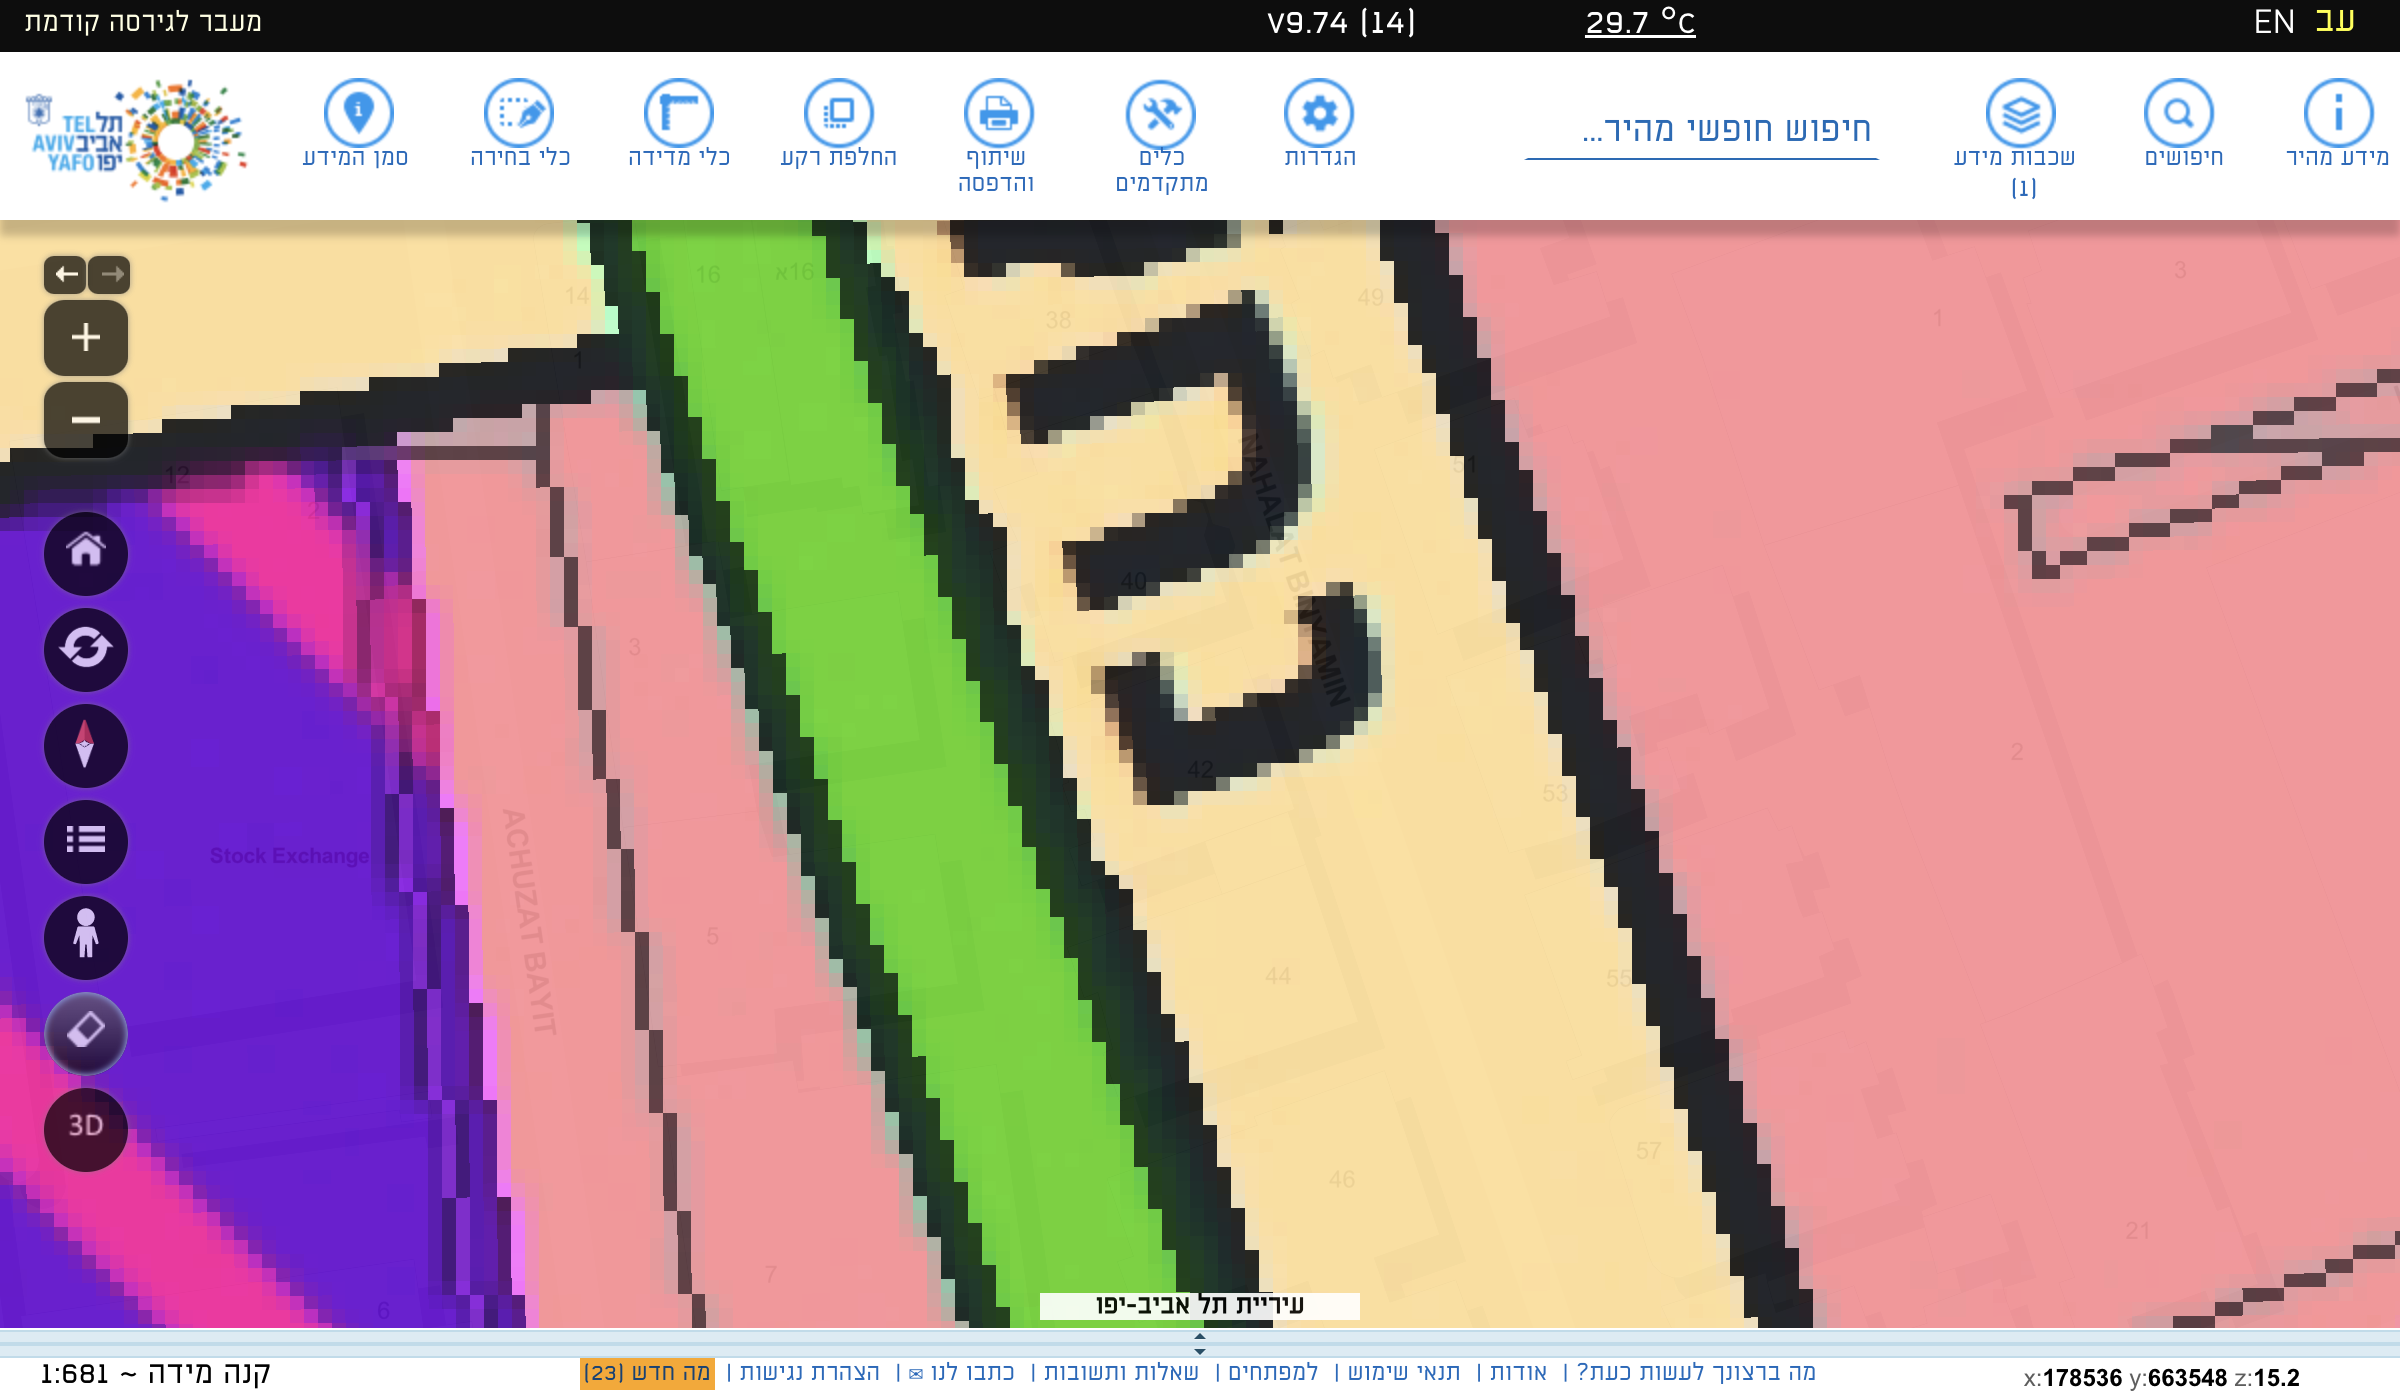 עב EN
29.7 °C
V9.74 (14)
מעבר לגירסה קודמת
מידע מהיר
חיפושים
שכבות מידע
(1)
חיפוש חופשי מהיר...
הגדרות
כלים
מתקדמים
שיתוף
והדפסה
החלפת רקע
כלי מדידה
כלי בחירה
סמן המידע
תל TEL
אביב AVIV
יפו YAFO
16
16א
14
38
49
3
1
1
12
2
51
40
NAHALAT BINYAMIN
3
42
53
2
Stock Exchange
ACHUZAT BAYIT
5
44
55
57
46
21
7
6
3D
עיריית תל אביב-יפו
מה ברצונך לעשות כעת? | אודות | תנאי שימוש | למפתחים | שאלות ותשובות | כתבו לנו ✉ | הצהרת נגישות | מה חדש (23)
קנה מידה ~ 1:681
x:178536 y:663548 z:15.2